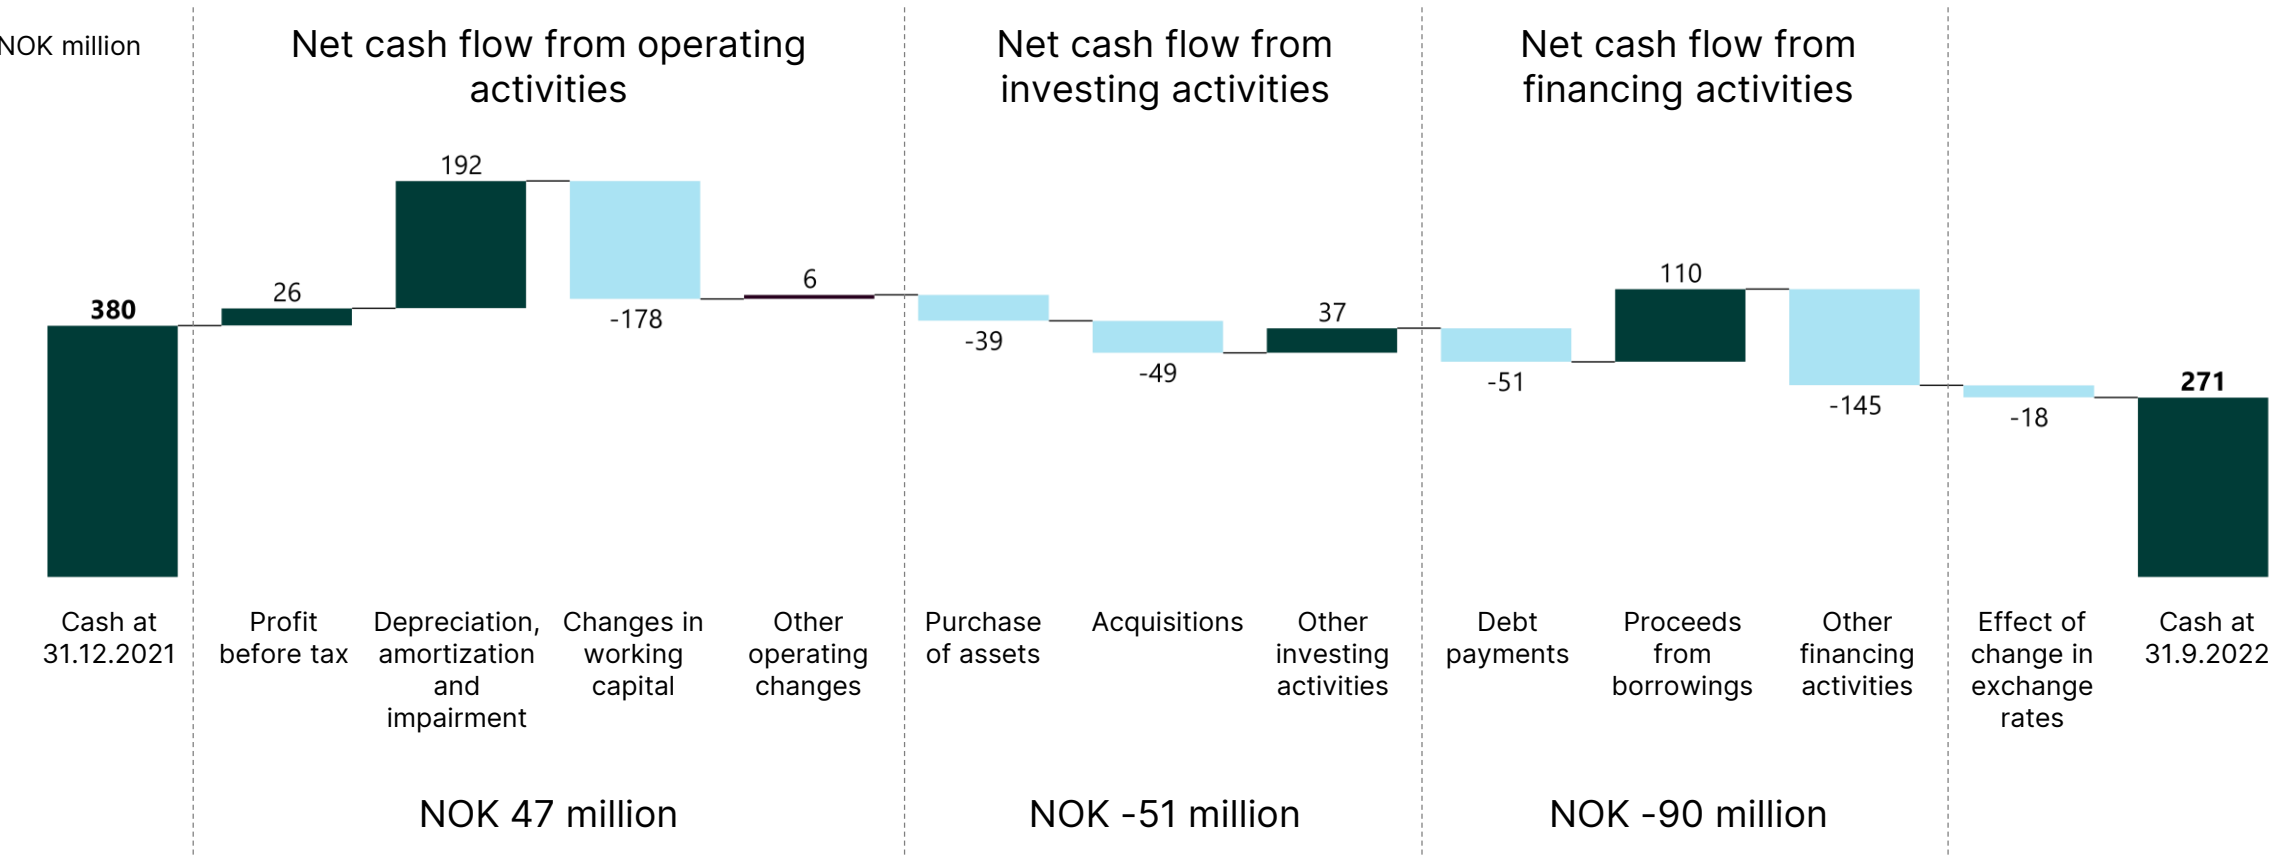 NOK million
Net cash flow from operating
activities
Net cash flow from
investing activities
Net cash flow from
financing activities
380
26
192
-178
6
-39
-49
37
-51
110
-145
-18
271
Cash at
31.12.2021
Profit
before tax
Depreciation,
amortization
and
impairment
Changes in
working
capital
Other
operating
changes
Purchase
of assets
Acquisitions
Other
investing
activities
Debt
payments
Proceeds
from
borrowings
Other
financing
activities
Effect of
change in
exchange
rates
Cash at
31.9.2022
NOK 47 million
NOK -51 million
NOK -90 million